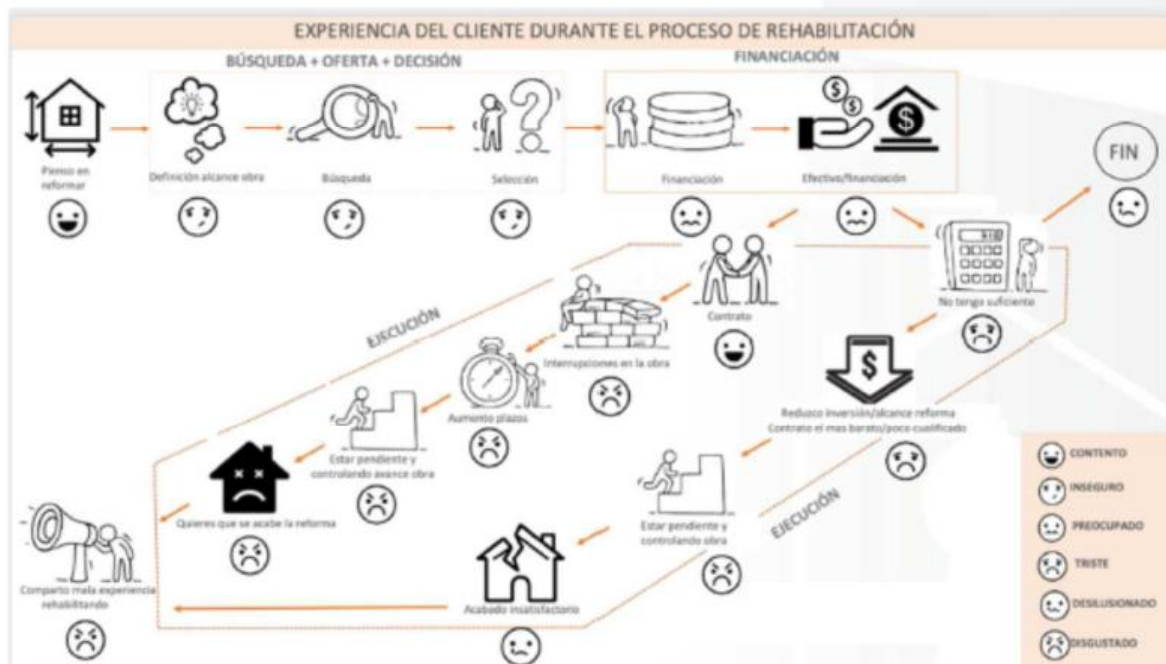 EXPERIENCIA DEL CLIENTE DURANTE EL PROCESO DE REHABILITACIÓN
BÚSQUEDA + OFERTA + DECISIÓN
FINANCIACIÓN
Pienso en
reformar
Definición alcance obra
Búsqueda
Selección
Financiación
Efectivo/financiación
FIN
No tengo suficiente
Contrato
EJECUCIÓN
Interrupciones en la obra
Aumento plazos
Estar pendiente y
controlando avance obra
Quieres que se acabe la reforma
Reduzco inversión/alcance reforma
Contrato el mas barato/poco cualificado
Estar pendiente y
controlando obra
EJECUCIÓN
Acabado insatisfactorio
Comparto mala experiencia
rehabilitando
CONTENTO
INSEGURO
PREOCUPADO
TRISTE
DESILUSIONADO
DISGUSTADO